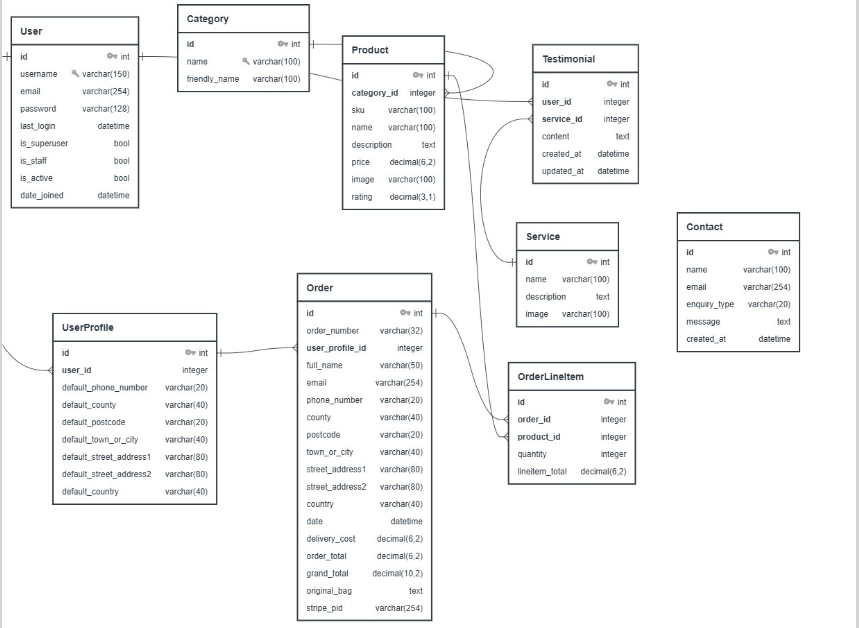 User
id int
username varchar(150)
email varchar(254)
password varchar(128)
last_login datetime
is_superuser bool
is_staff bool
is_active bool
date_joined datetime
Category
id int
name varchar(100)
friendly_name varchar(100)
Product
id int
category_id integer
sku varchar(100)
name varchar(100)
description text
price decimal(6,2)
image varchar(100)
rating decimal(3,1)
Testimonial
id int
user_id integer
service_id integer
content text
created_at datetime
updated_at datetime
Service
id int
name varchar(100)
description text
image varchar(100)
Contact
id int
name varchar(100)
email varchar(254)
enquiry_type varchar(20)
message text
created_at datetime
UserProfile
id int
user_id integer
default_phone_number varchar(20)
default_county varchar(40)
default_postcode varchar(20)
default_town_or_city varchar(40)
default_street_address1 varchar(80)
default_street_address2 varchar(80)
default_country varchar(40)
Order
id int
order_number varchar(32)
user_profile_id integer
full_name varchar(50)
email varchar(254)
phone_number varchar(20)
county varchar(40)
postcode varchar(20)
town_or_city varchar(40)
street_address1 varchar(80)
street_address2 varchar(80)
country varchar(40)
date datetime
delivery_cost decimal(6,2)
order_total decimal(6,2)
grand_total decimal(10,2)
original_bag text
stripe_pid varchar(254)
OrderLineItem
id int
order_id integer
product_id integer
quantity integer
lineitem_total decimal(6,2)